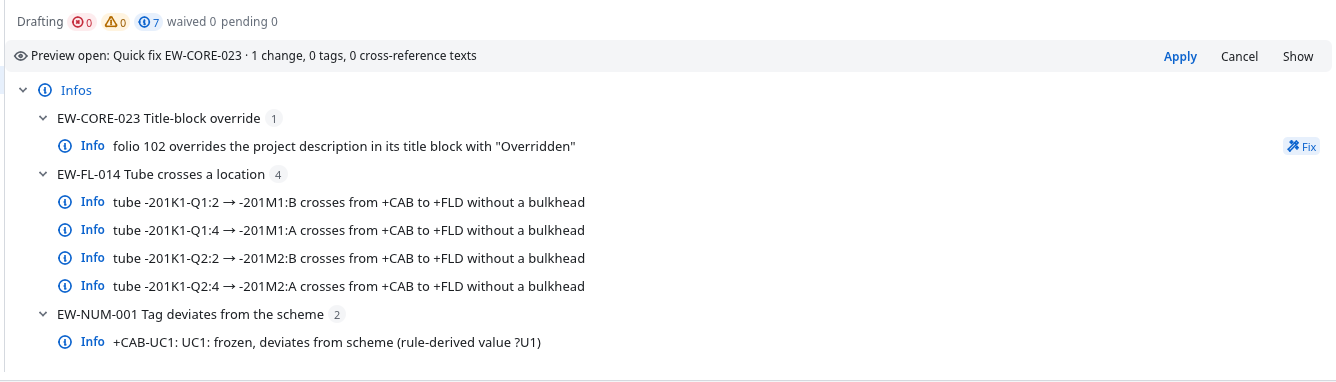 Drafting 0 0 7 waived 0 pending 0
Preview open: Quick fix EW-CORE-023 · 1 change, 0 tags, 0 cross-reference texts Apply Cancel Show
Infos
EW-CORE-023 Title-block override 1
Info folio 102 overrides the project description in its title block with "Overridden" Fix
EW-FL-014 Tube crosses a location 4
Info tube -201K1-Q1:2 → -201M1:B crosses from +CAB to +FLD without a bulkhead
Info tube -201K1-Q1:4 → -201M1:A crosses from +CAB to +FLD without a bulkhead
Info tube -201K1-Q2:2 → -201M2:B crosses from +CAB to +FLD without a bulkhead
Info tube -201K1-Q2:4 → -201M2:A crosses from +CAB to +FLD without a bulkhead
EW-NUM-001 Tag deviates from the scheme 2
Info +CAB-UC1: UC1: frozen, deviates from scheme (rule-derived value ?U1)